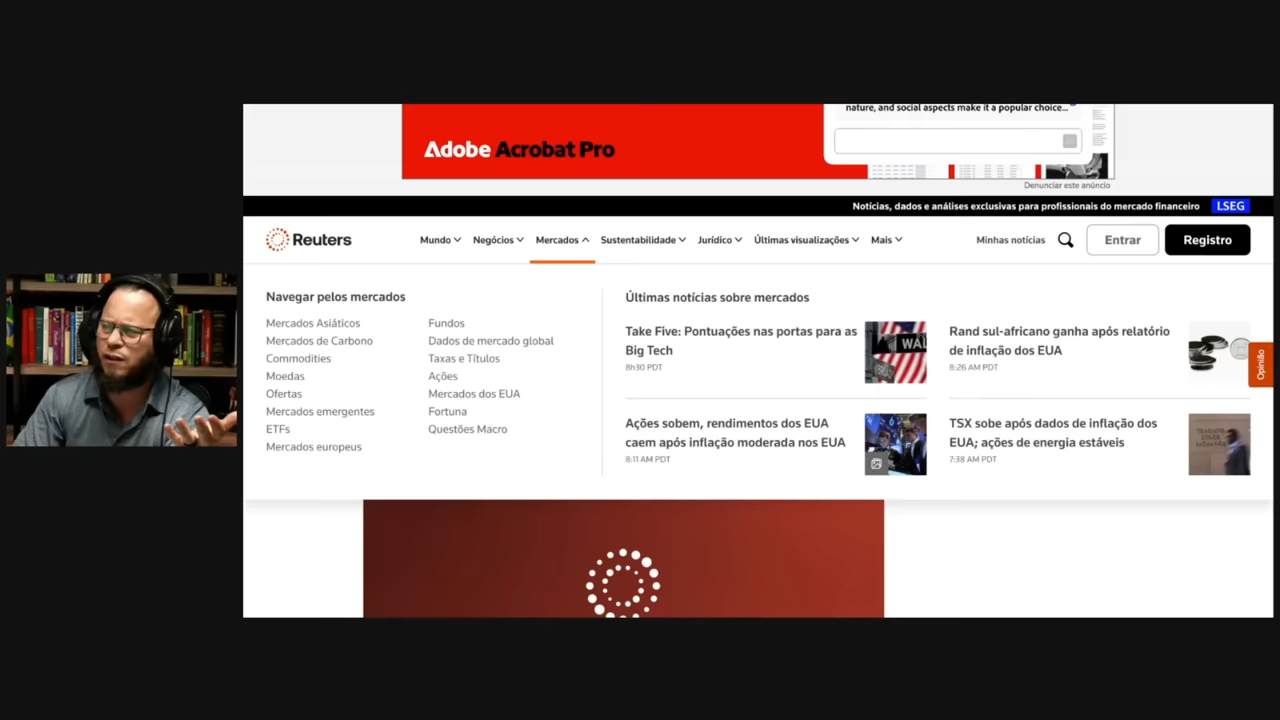 nature, and social aspects make it a popular choice...
Adobe Acrobat Pro
Denunciar este anúncio
Notícias, dados e análises exclusivas para profissionais do mercado financeiro LSEG
Reuters
Mundo Negócios Mercados Sustentabilidade Jurídico Últimas visualizações Mais
Minhas notícias Entrar Registro
Navegar pelos mercados
Mercados Asiáticos
Mercados de Carbono
Commodities
Moedas
Ofertas
Mercados emergentes
ETFs
Mercados europeus
Fundos
Dados de mercado global
Taxas e Títulos
Ações
Mercados dos EUA
Fortuna
Questões Macro
Últimas notícias sobre mercados
Take Five: Pontuações nas portas para as
Big Tech
8h30 PDT
WALL
Rand sul-africano ganha após relatório
de inflação dos EUA
8:26 AM PDT
Ações sobem, rendimentos dos EUA
caem após inflação moderada nos EUA
8:11 AM PDT
TSX sobe após dados de inflação dos
EUA; ações de energia estáveis
7:38 AM PDT
Opinião